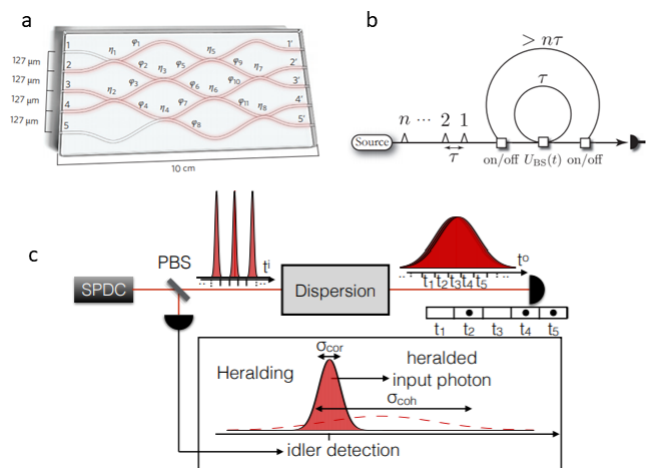 a
1
2
3
4
5
127 μm
127 μm
127 μm
127 μm
η1
η2
φ1
φ2
φ3
φ4
η3
η4
φ5
φ6
φ7
φ8
η5
η6
φ9
φ10
φ11
η7
η8
1'
2'
3'
4'
5'
10 cm
b
> nτ
τ
n ··· 2 1
Source
τ
on/off UBS(t) on/off
c
SPDC
PBS
ti
Dispersion
to
t1 t2 t3 t4 t5
t1 t2 t3 t4 t5
Heralding
σcor
heralded
input photon
σcoh
idler detection